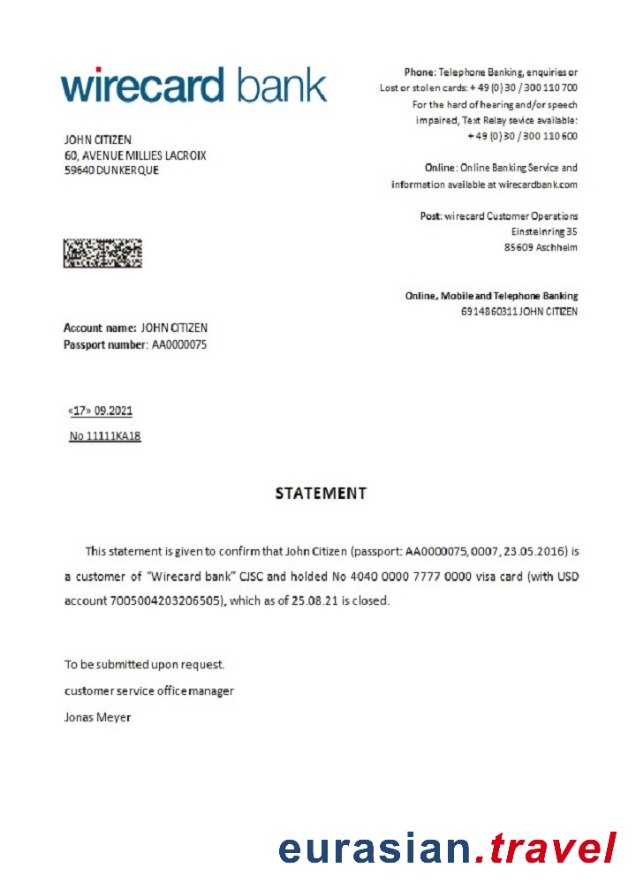 wirecard bank
Phone: Telephone Banking, enquiries or
Lost or stolen cards: + 49 (0) 30 / 300 110 700
For the hard of hearing and/or speech
impaired, Text Relay sevice available:
+ 49 (0) 30 / 300 110 600
JOHN CITIZEN
60, AVENUE MILLIES LACROIX
59640 DUNKERQUE
Online: Online Banking Service and
information available at wirecardbank.com
Post: wirecard Customer Operations
Einsteinring 35
85609 Aschheim
Online, Mobile and Telephone Banking
6914860311 JOHN CITIZEN
Account name: JOHN CITIZEN
Passport number: AA0000075
«17» 09.2021
No 11111KA18
STATEMENT
This statement is given to confirm that John Citizen (passport: AA0000075, 0007, 23.05.2016) is
a customer of "Wirecard bank" CJSC and holded No 4040 0000 7777 0000 visa card (with USD
account 7005004203206505), which as of 25.08.21 is closed.
To be submitted upon request.
customer service office manager
Jonas Meyer
eurasian.travel